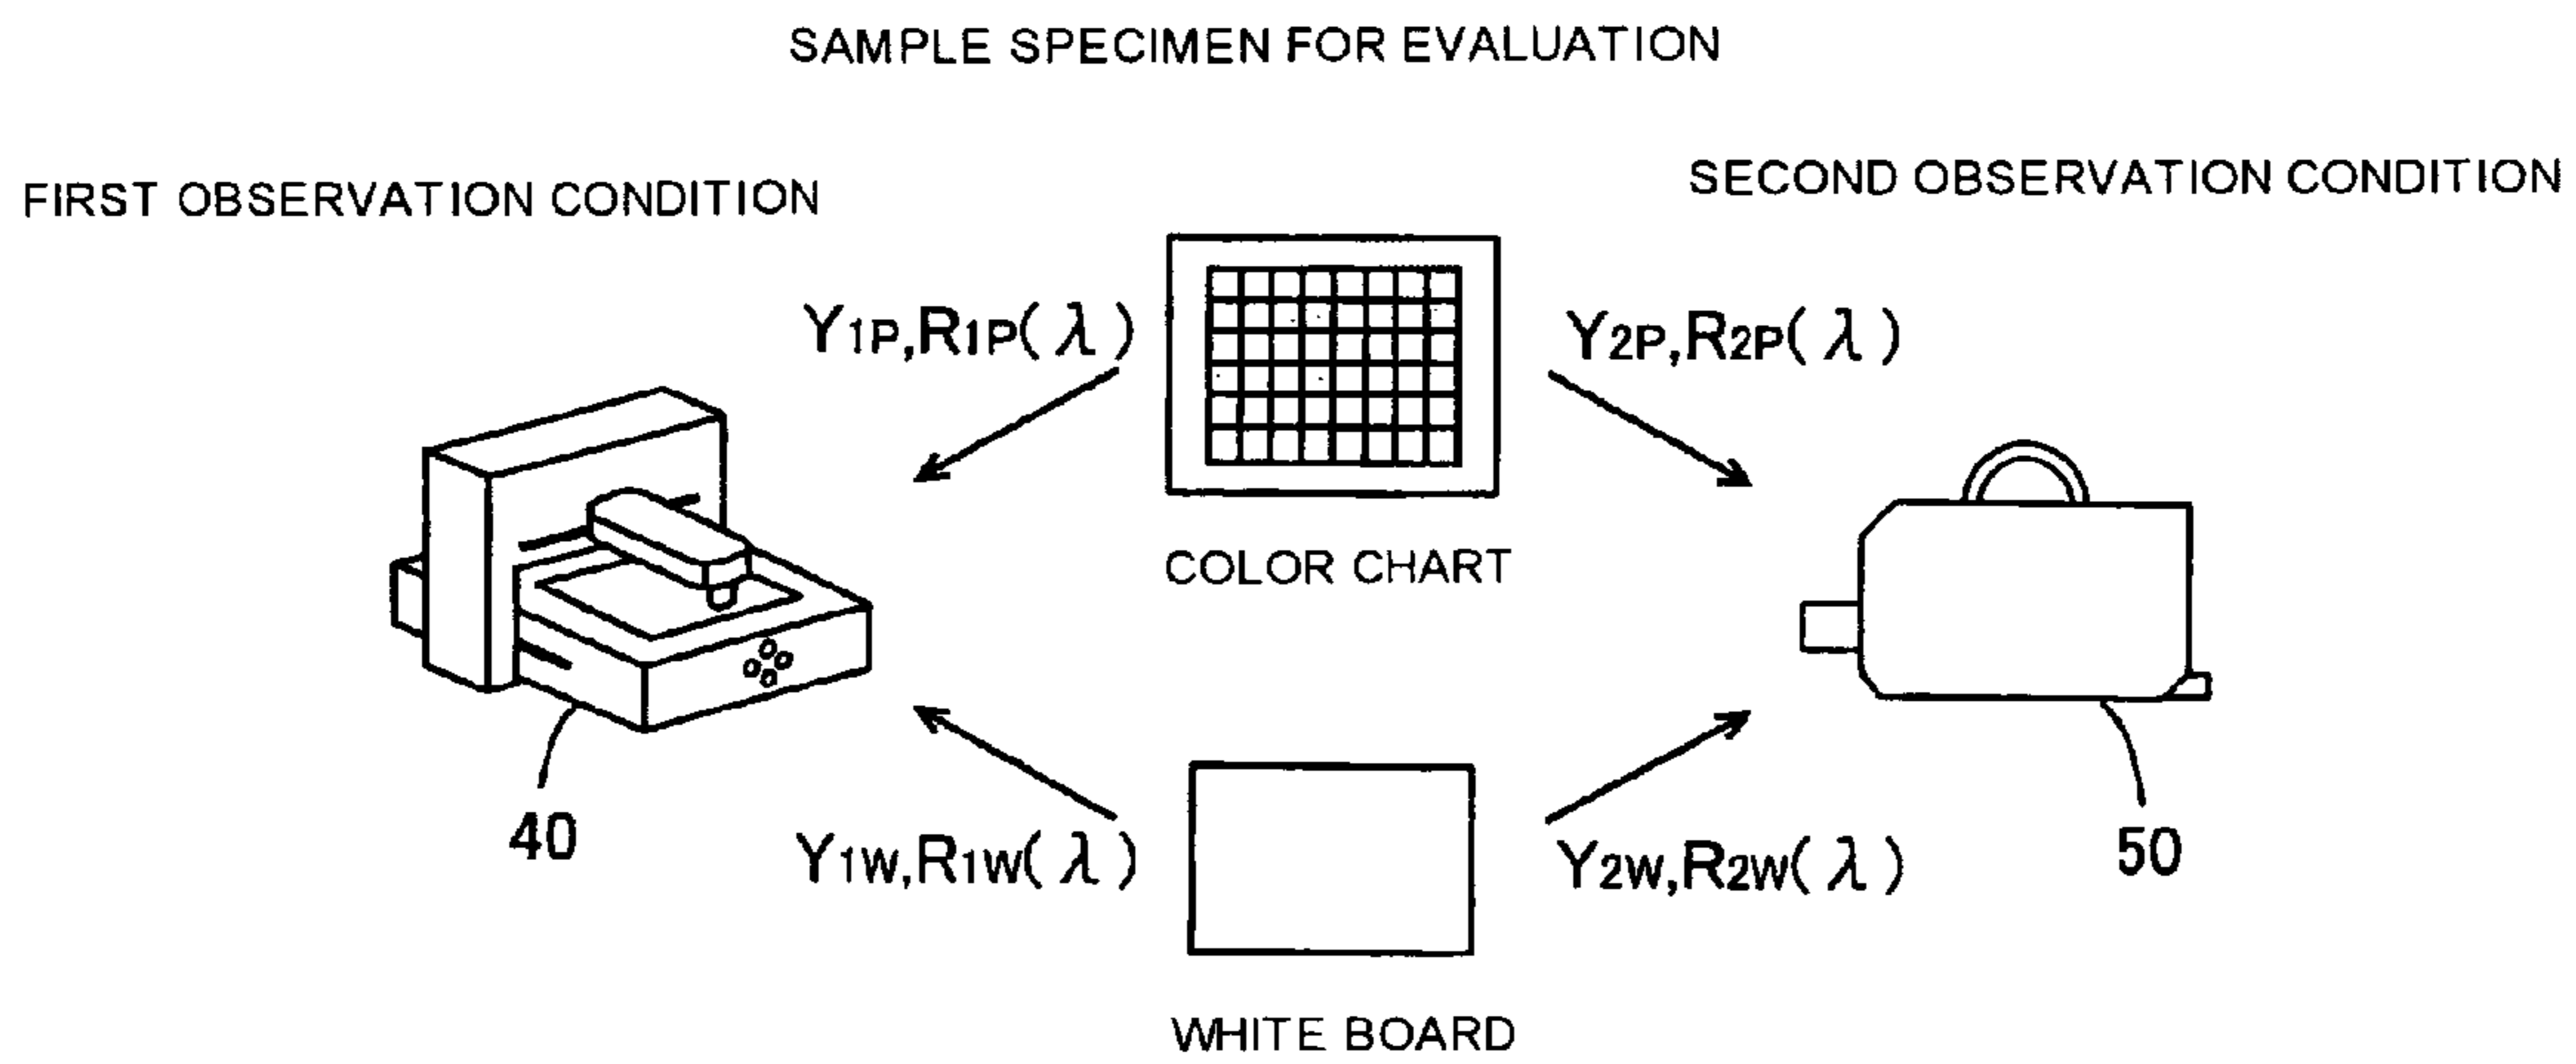 SAMPLE SPECIMEN FOR EVALUATION
FIRST OBSERVATION CONDITION
SECOND OBSERVATION CONDITION
Y1P,R1P(λ)
Y2P,R2P(λ)
COLOR CHART
40
Y1W,R1W(λ)
Y2W,R2W(λ)
50
WHITE BOARD